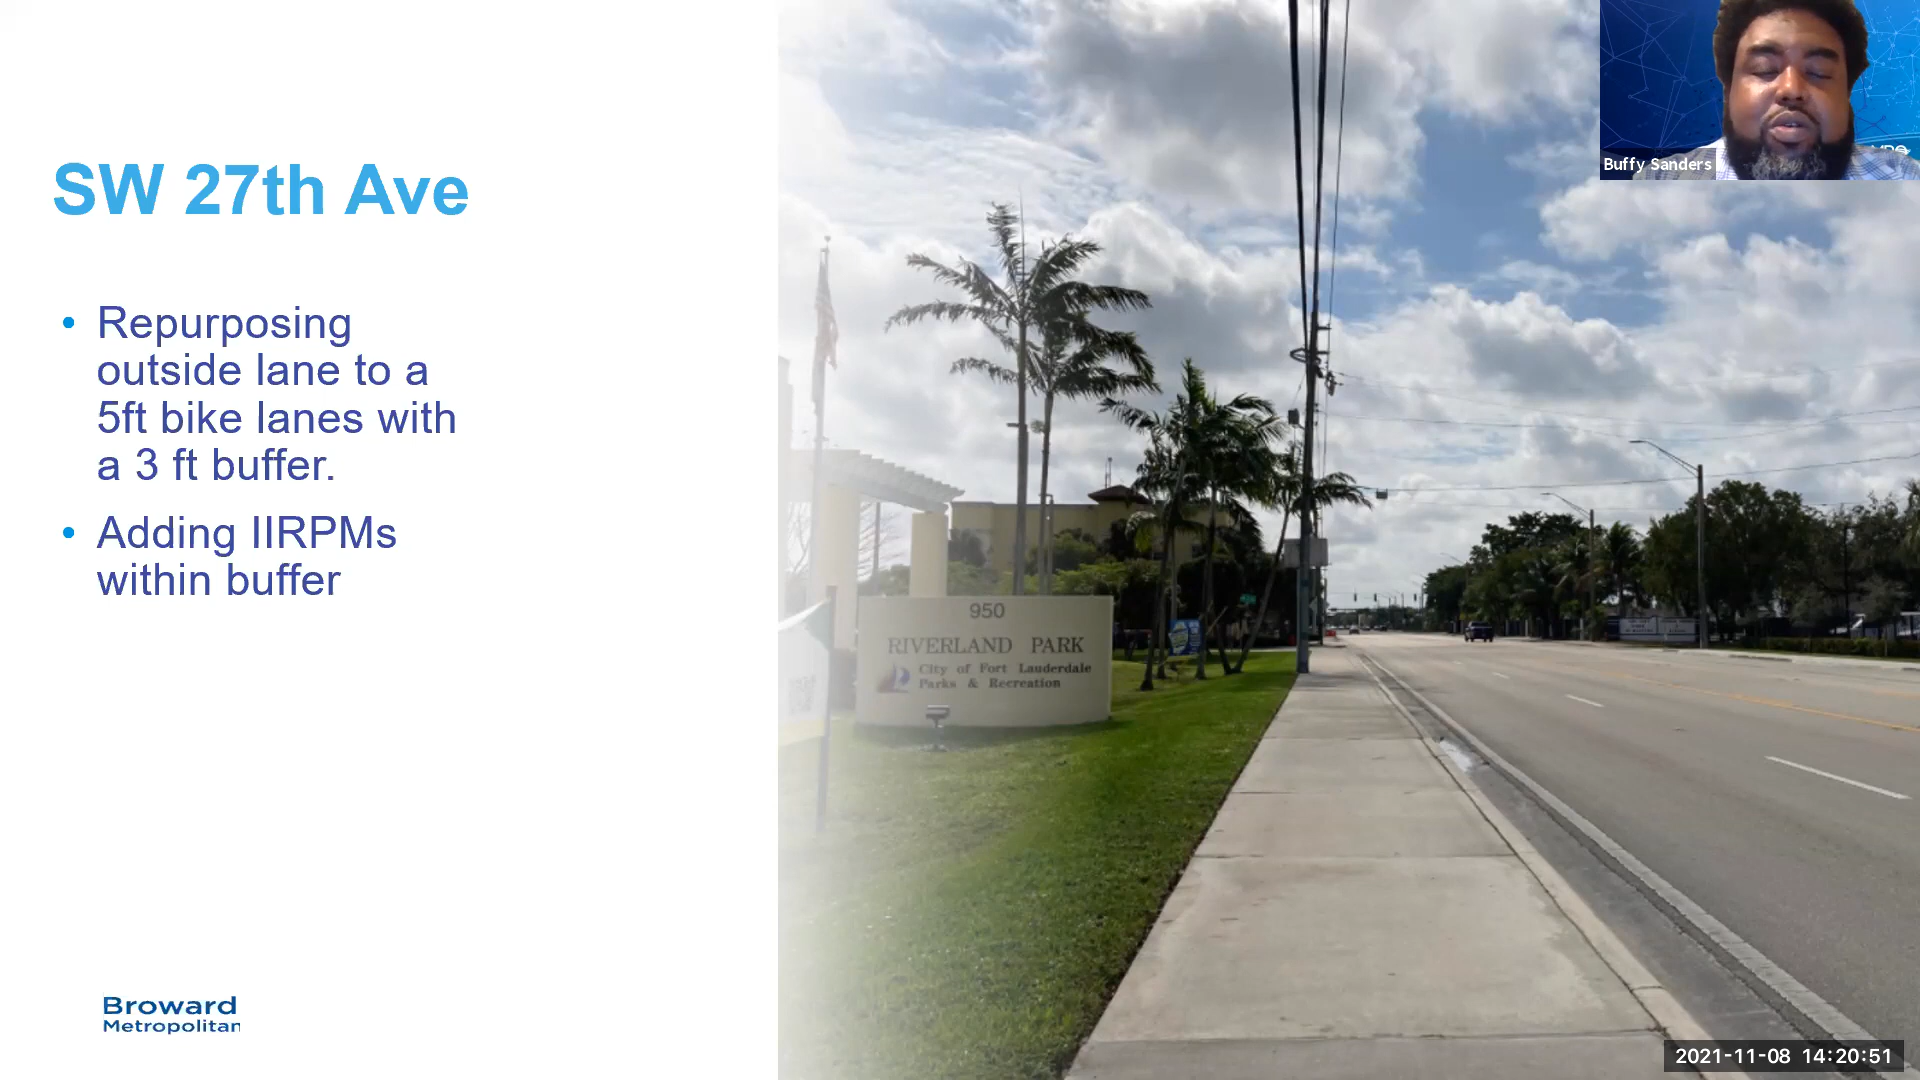 SW 27th Ave
• Repurposing
outside lane to a
5ft bike lanes with
a 3 ft buffer.
• Adding IIRPMs
within buffer
Broward
Metropolitan
950
RIVERLAND PARK
City of Fort Lauderdale
Parks & Recreation
Buffy Sanders
2021-11-08 14:20:51